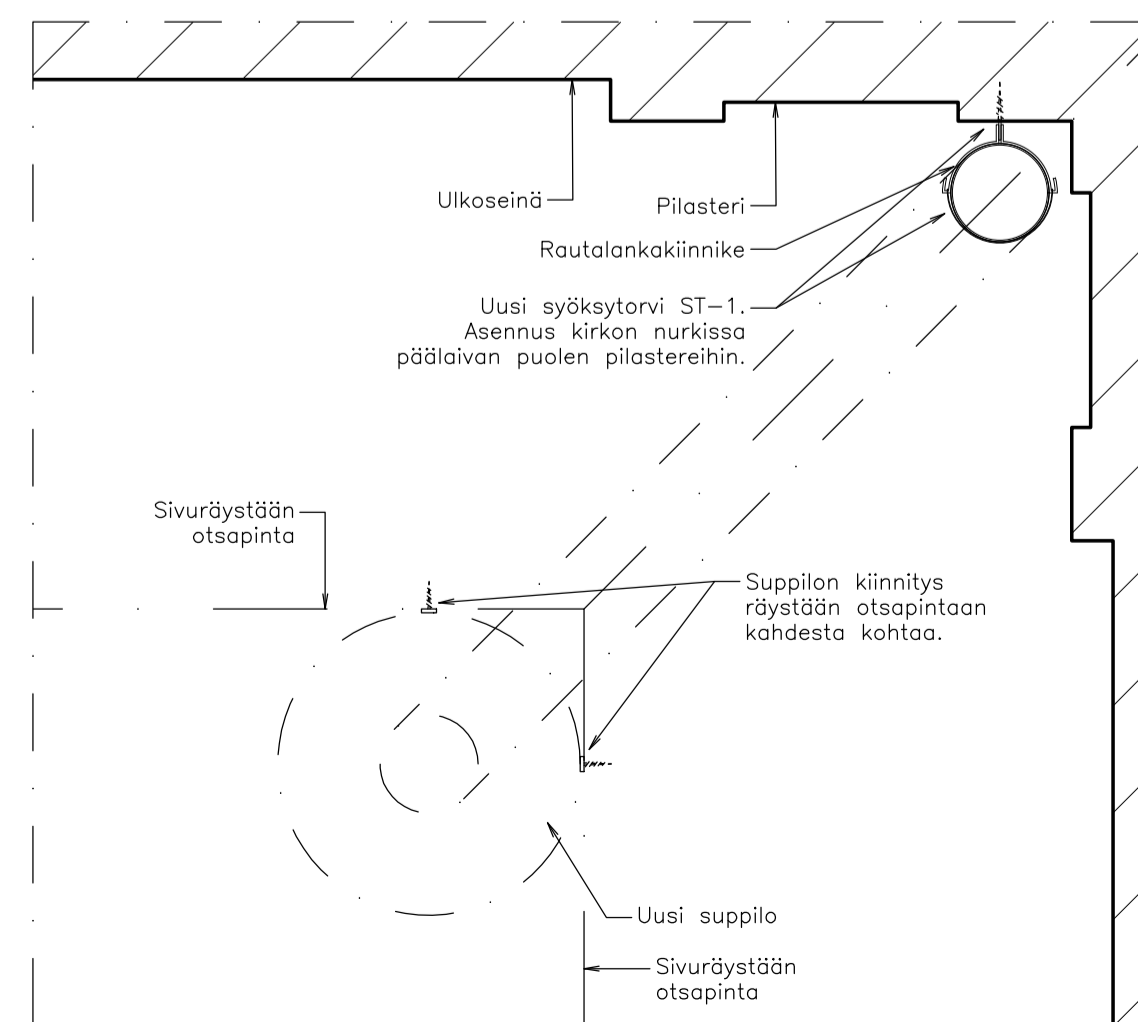 Ulkoseinä
Pilasteri
Rautalankakiinnike
Uusi syöksytorvi ST-1.
Asennus kirkon nurkissa
päälaivan puolen pilastereihin.
Sivuräystään
otsapinta
Suppilon kiinnitys
räystään otsapintaan
kahdesta kohtaa.
Uusi suppilo
Sivuräystään
otsapinta